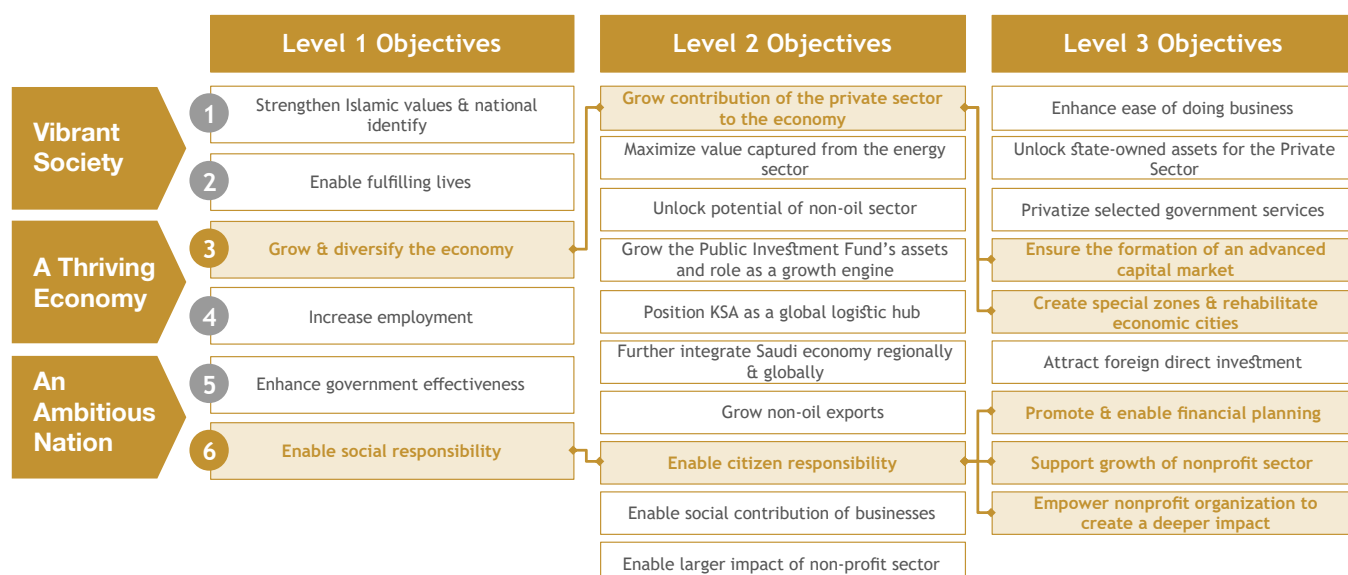 Level 1 Objectives
Level 2 Objectives
Level 3 Objectives
Vibrant
Society
A Thriving
Economy
An
Ambitious
Nation
1
Strengthen Islamic values & national
identify
2
Enable fulfilling lives
3
Grow & diversify the economy
4
Increase employment
5
Enhance government effectiveness
6
Enable social responsibility
Grow contribution of the private sector
to the economy
Maximize value captured from the energy
sector
Unlock potential of non-oil sector
Grow the Public Investment Fund's assets
and role as a growth engine
Position KSA as a global logistic hub
Further integrate Saudi economy regionally
& globally
Grow non-oil exports
Enable citizen responsibility
Enable social contribution of businesses
Enable larger impact of non-profit sector
Enhance ease of doing business
Unlock state-owned assets for the Private
Sector
Privatize selected government services
Ensure the formation of an advanced
capital market
Create special zones & rehabilitate
economic cities
Attract foreign direct investment
Promote & enable financial planning
Support growth of nonprofit sector
Empower nonprofit organization to
create a deeper impact